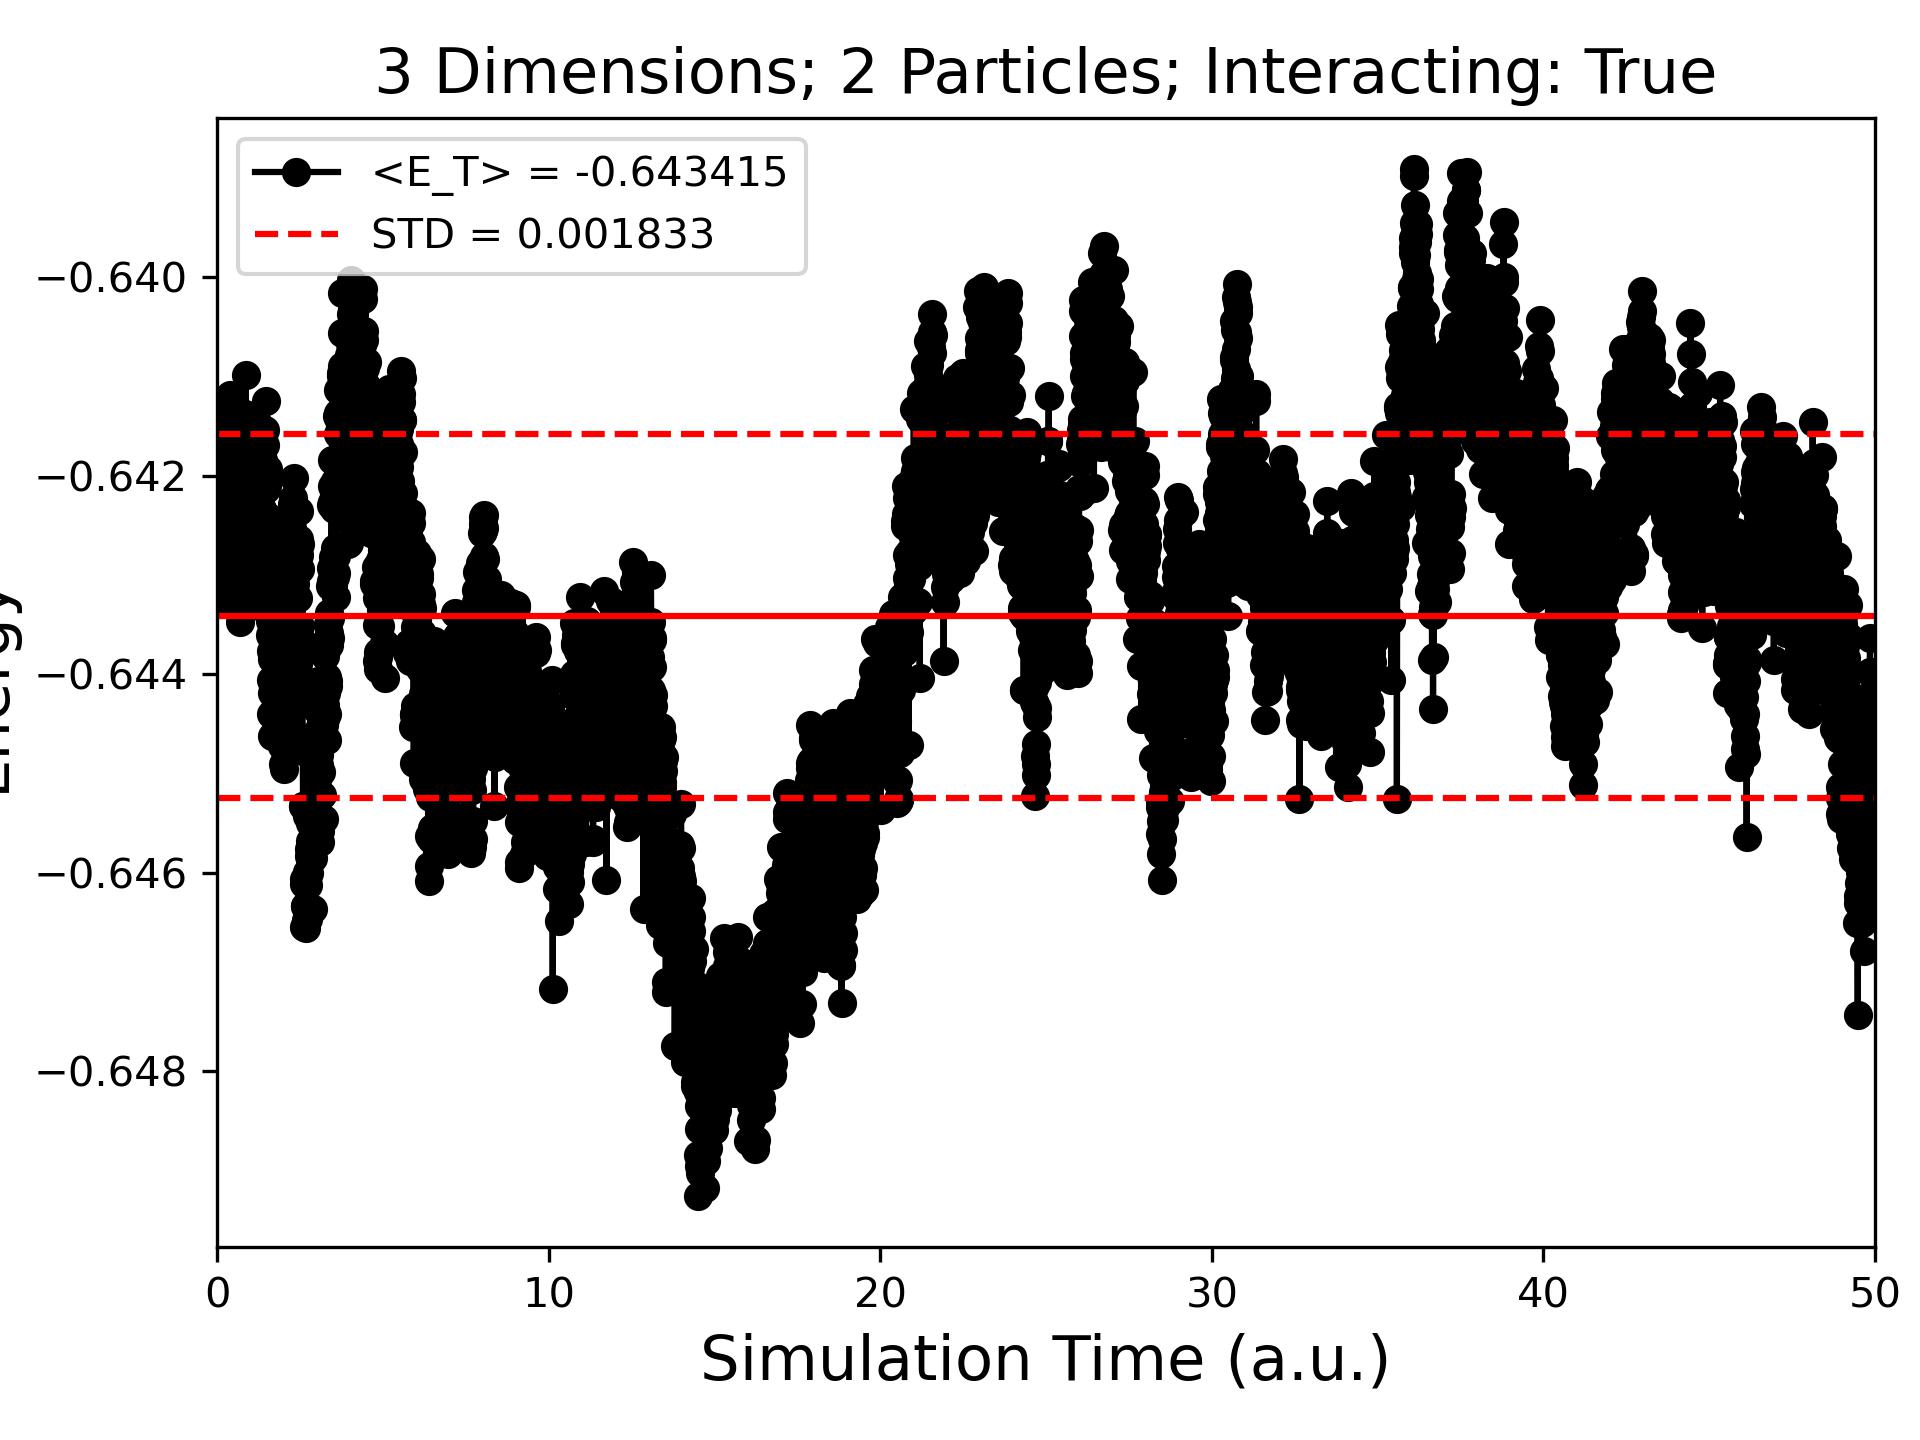 3 Dimensions; 2 Particles; Interacting: True
<E_T> = -0.643415
STD = 0.001833
−0.640
−0.642
−0.644
−0.646
−0.648
Energy
0 10 20 30 40 50
Simulation Time (a.u.)